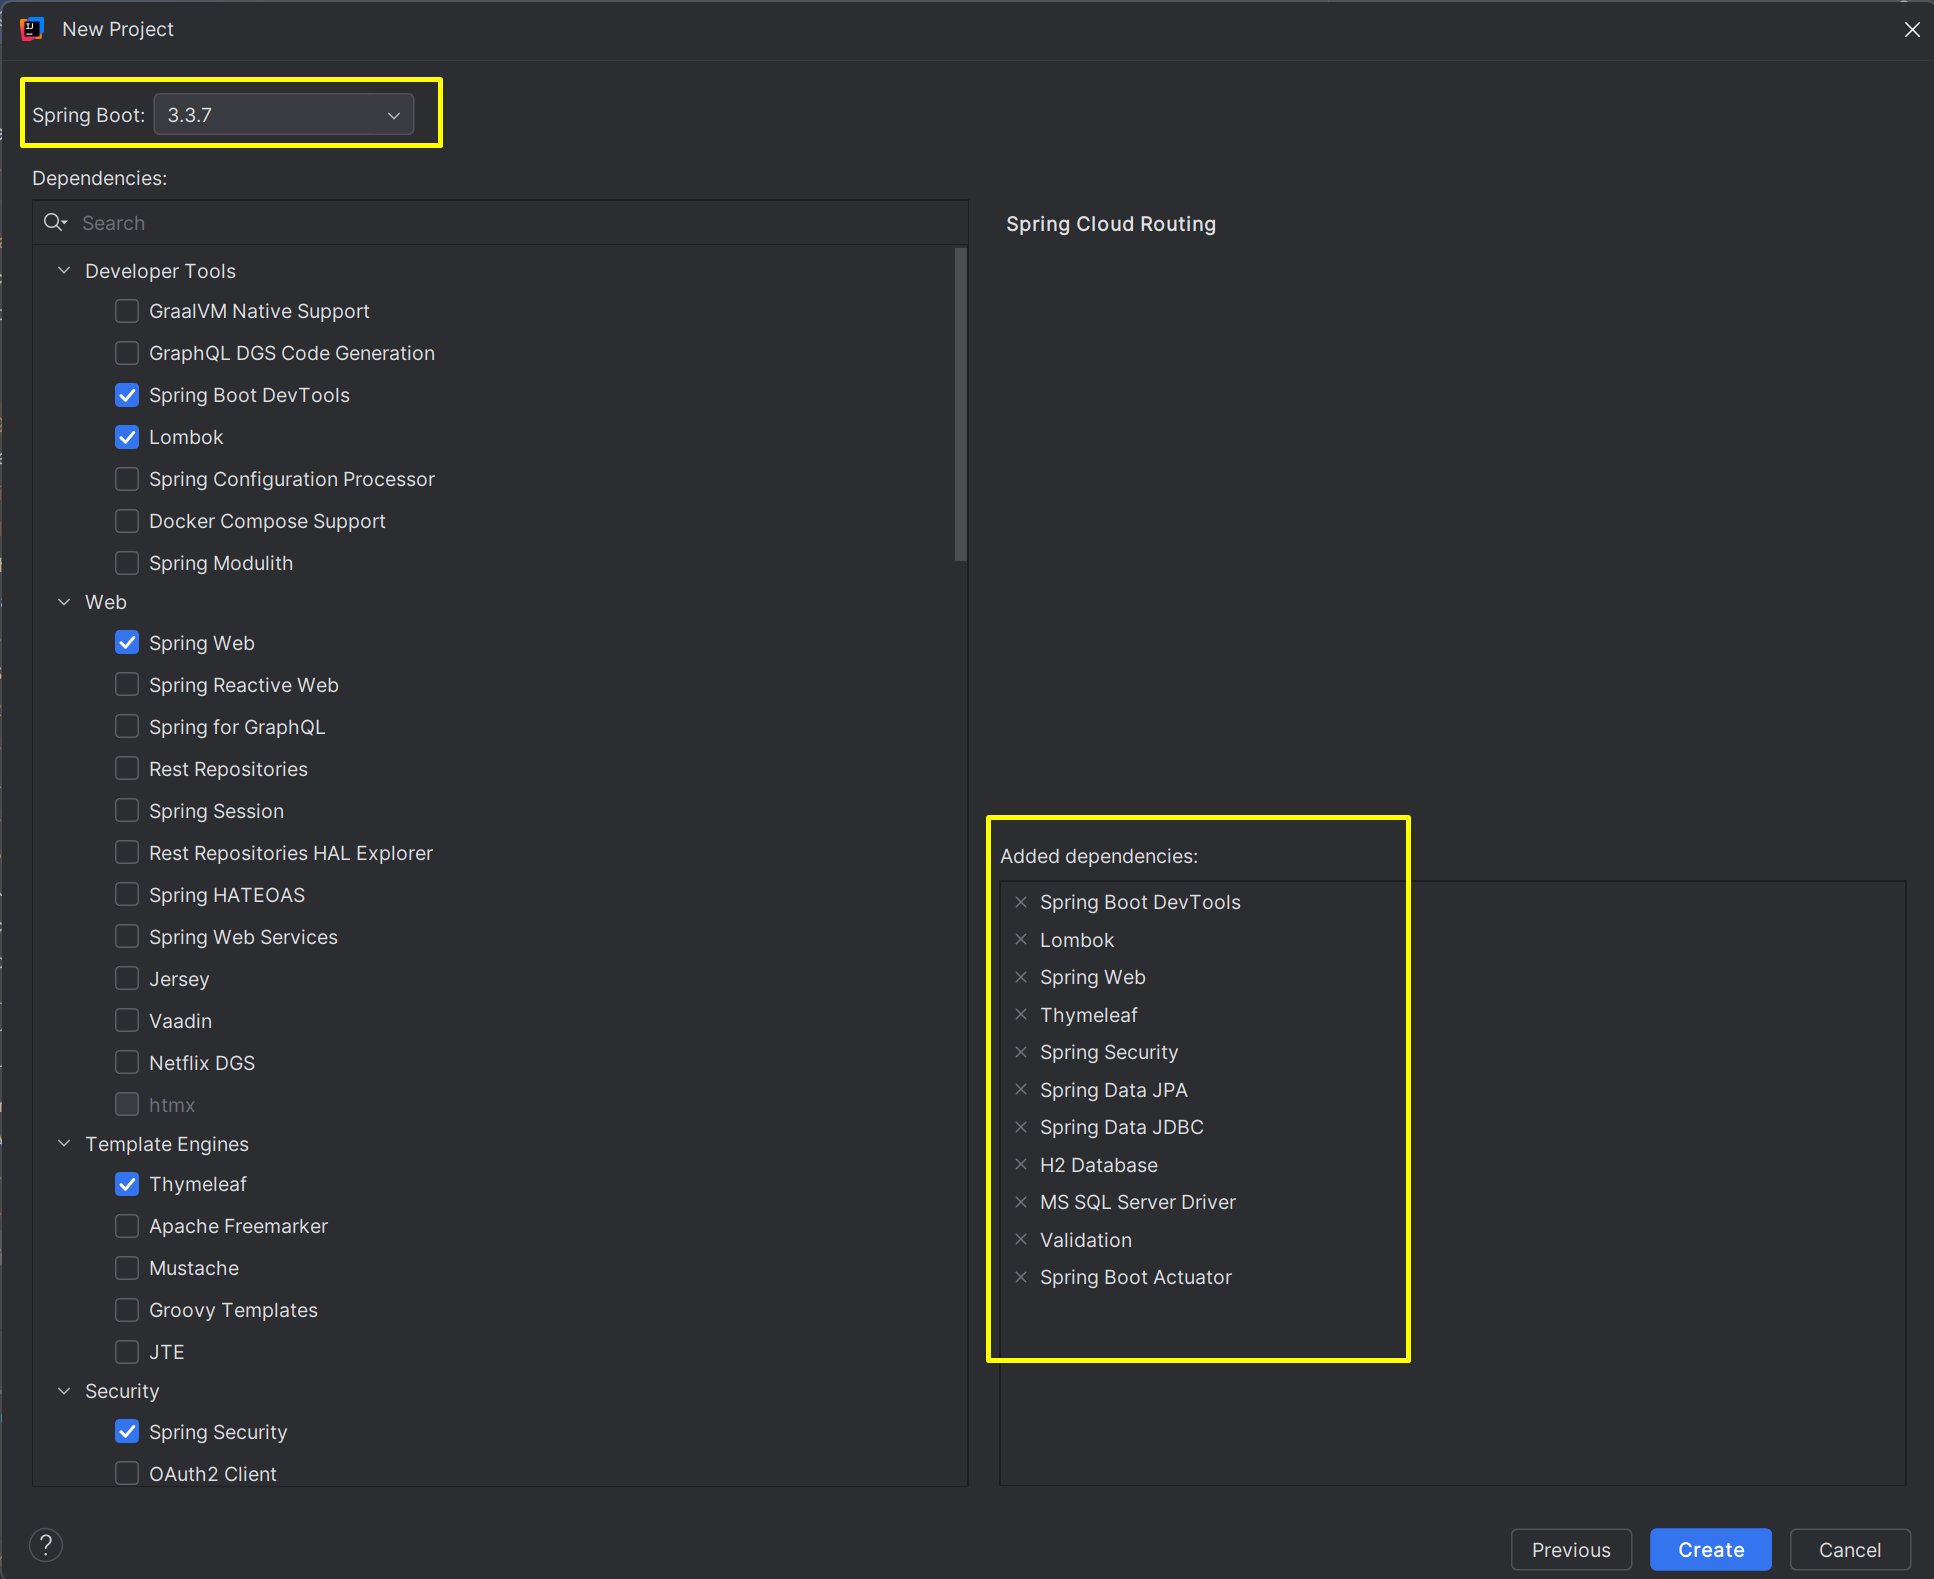 New Project
Spring Boot: 3.3.7
Dependencies:
Search
Developer Tools
GraalVM Native Support
GraphQL DGS Code Generation
Spring Boot DevTools
Lombok
Spring Configuration Processor
Docker Compose Support
Spring Modulith
Web
Spring Web
Spring Reactive Web
Spring for GraphQL
Rest Repositories
Spring Session
Rest Repositories HAL Explorer
Spring HATEOAS
Spring Web Services
Jersey
Vaadin
Netflix DGS
htmx
Template Engines
Thymeleaf
Apache Freemarker
Mustache
Groovy Templates
JTE
Security
Spring Security
OAuth2 Client
Spring Cloud Routing
Added dependencies:
Spring Boot DevTools
Lombok
Spring Web
Thymeleaf
Spring Security
Spring Data JPA
Spring Data JDBC
H2 Database
MS SQL Server Driver
Validation
Spring Boot Actuator
?
Previous
Create
Cancel